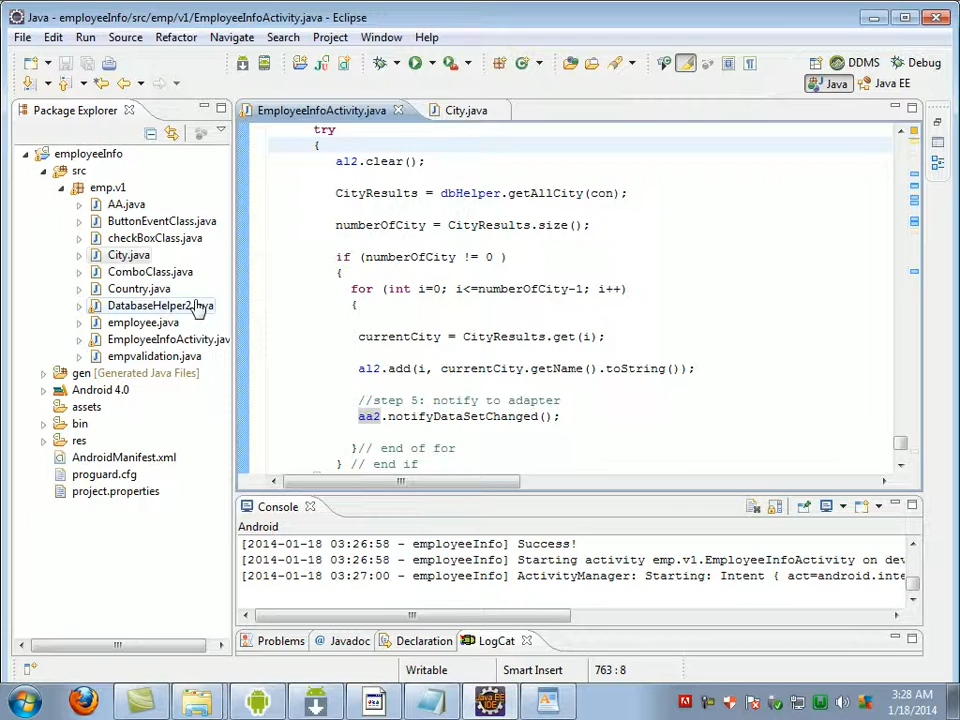 Java - employeeInfo/src/emp/v1/EmployeeInfoActivity.java - Eclipse
File Edit Run Source Refactor Navigate Search Project Window Help
DDMS Debug
Java Java EE
Package Explorer
EmployeeInfoActivity.java City.java
employeeInfo
src
emp.v1
AA.java
ButtonEventClass.java
checkBoxClass.java
City.java
ComboClass.java
Country.java
DatabaseHelper2.java
employee.java
EmployeeInfoActivity.jav
empvalidation.java
gen [Generated Java Files]
Android 4.0
assets
bin
res
AndroidManifest.xml
proguard.cfg
project.properties
try
{
al2.clear();
CityResults = dbHelper.getAllCity(con);
numberOfCity = CityResults.size();
if (numberOfCity != 0 )
{
for (int i=0; i<=numberOfCity-1; i++)
{
currentCity = CityResults.get(i);
al2.add(i, currentCity.getName().toString());
//step 5: notify to adapter
aa2.notifyDataSetChanged();
}// end of for
} // end if
Console
Android
[2014-01-18 03:26:58 - employeeInfo] Success!
[2014-01-18 03:26:58 - employeeInfo] Starting activity emp.v1.EmployeeInfoActivity on dev
[2014-01-18 03:27:00 - employeeInfo] ActivityManager: Starting: Intent { act=android.inte
Problems @ Javadoc Declaration LogCat
Writable Smart Insert 763 : 8
3:28 AM
1/18/2014